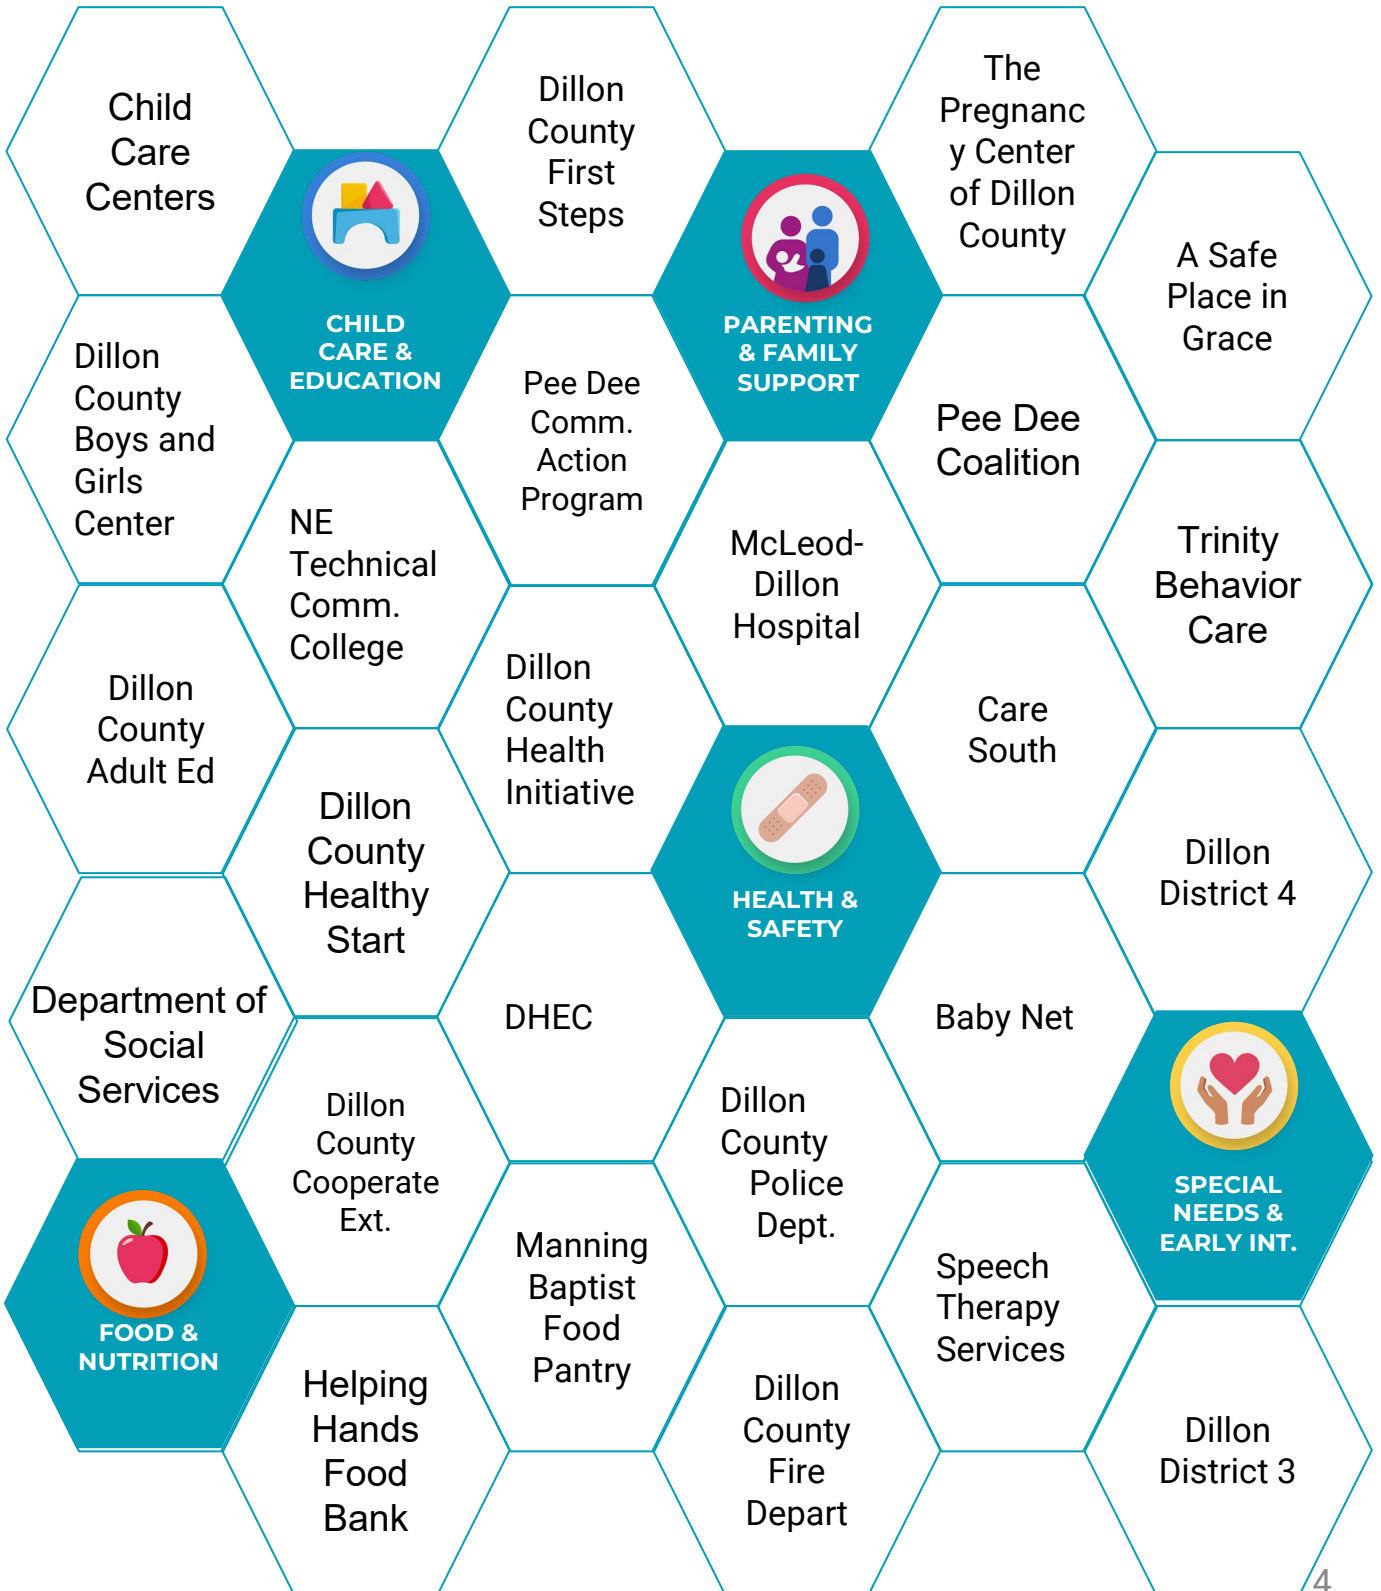 Child
Care
Centers
Dillon
County
First
Steps
The
Pregnanc
y Center
of Dillon
County
CHILD
CARE &
EDUCATION
PARENTING
& FAMILY
SUPPORT
A Safe
Place in
Grace
Dillon
County
Boys and
Girls
Center
Pee Dee
Comm.
Action
Program
Pee Dee
Coalition
NE
Technical
Comm.
College
McLeod-
Dillon
Hospital
Trinity
Behavior
Care
Dillon
County
Adult Ed
Dillon
County
Health
Initiative
Care
South
Dillon
County
Healthy
Start
HEALTH &
SAFETY
Dillon
District 4
Department of
Social
Services
DHEC
Baby Net
Dillon
County
Cooperate
Ext.
Dillon
County
Police
Dept.
SPECIAL
NEEDS &
EARLY INT.
FOOD &
NUTRITION
Manning
Baptist
Food
Pantry
Speech
Therapy
Services
Helping
Hands
Food
Bank
Dillon
County
Fire
Depart
Dillon
District 3
4